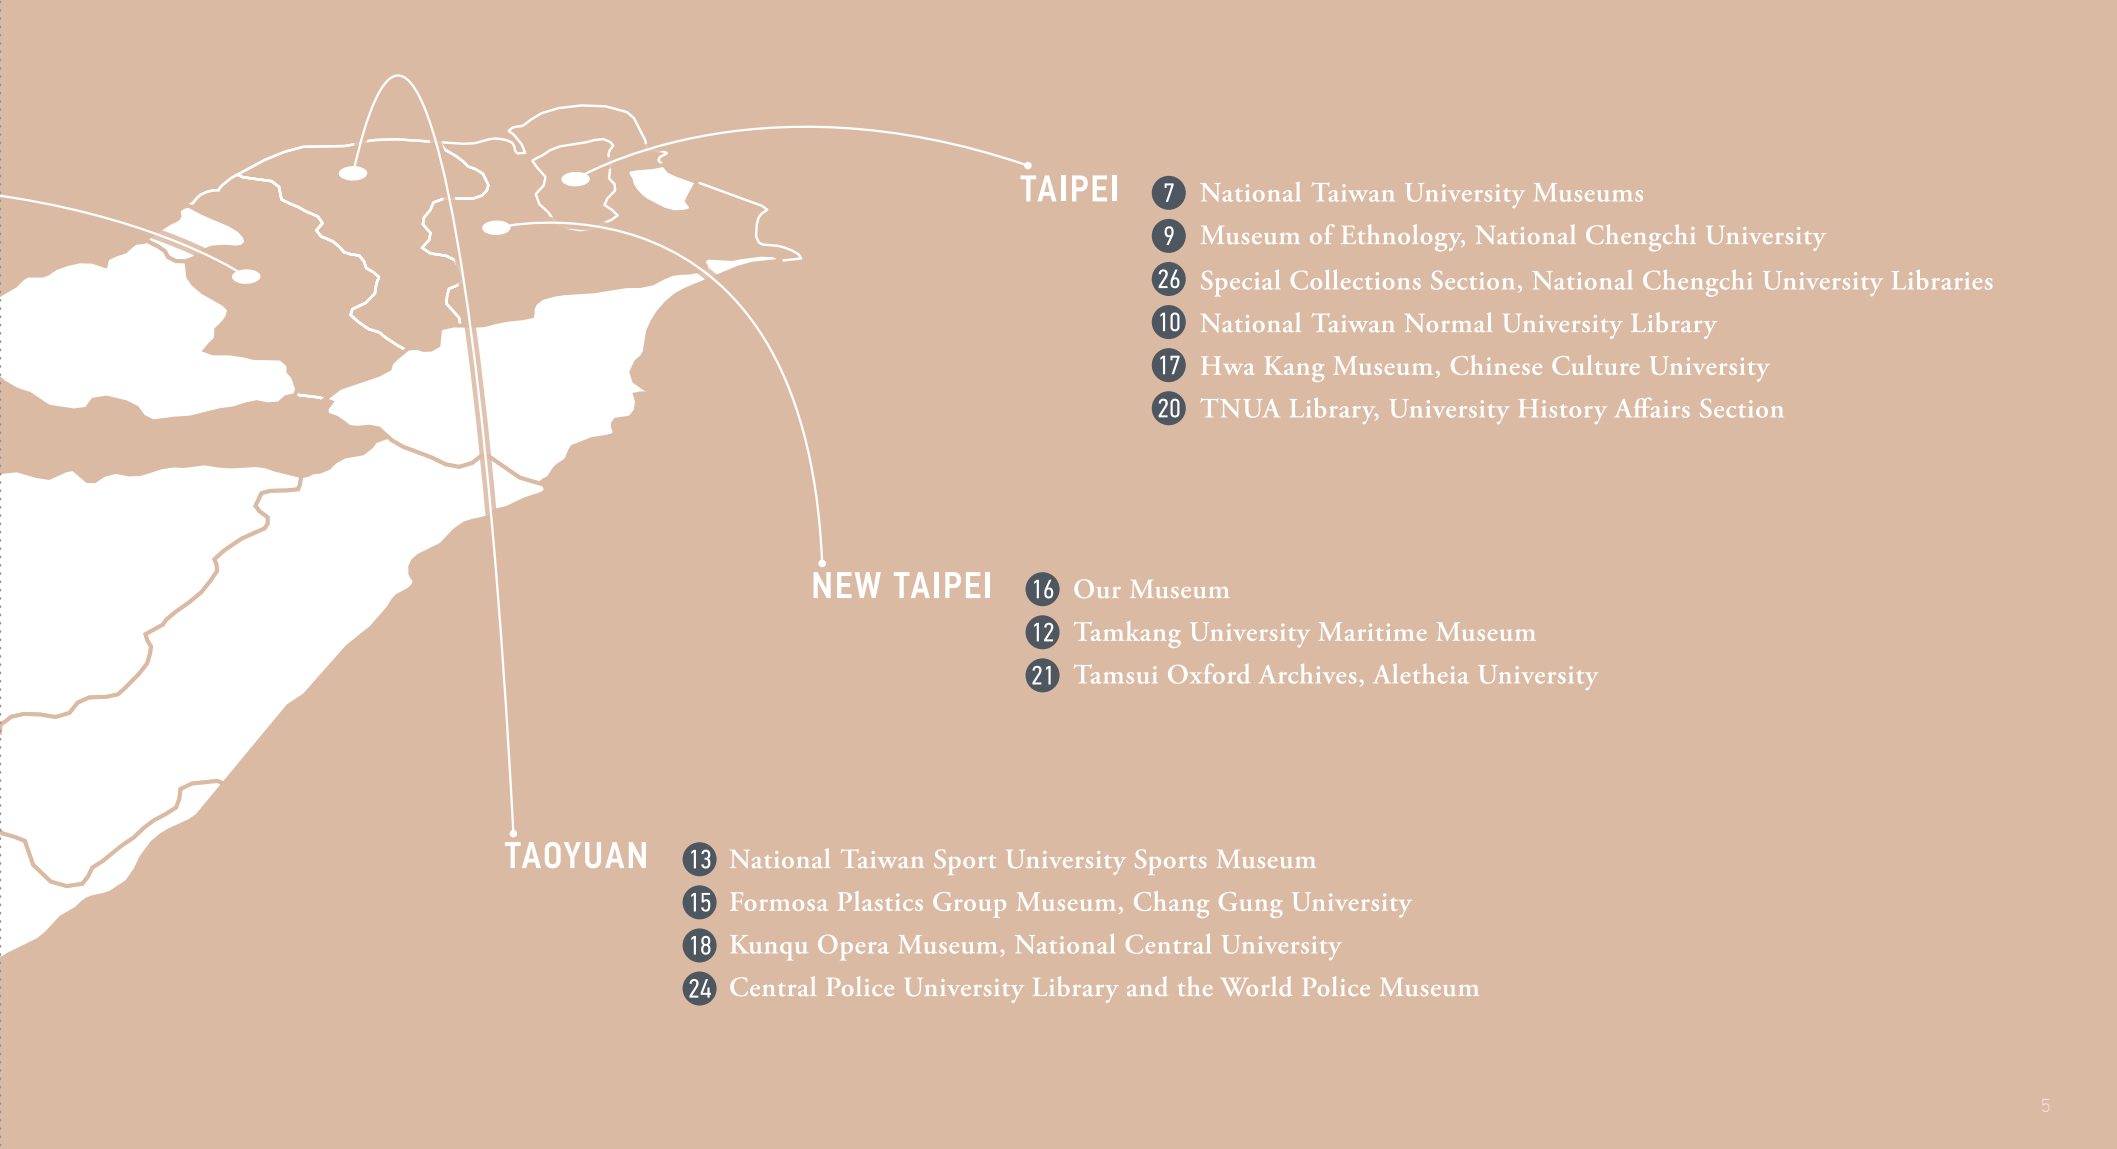 TAIPEI
7 National Taiwan University Museums
9 Museum of Ethnology, National Chengchi University
26 Special Collections Section, National Chengchi University Libraries
10 National Taiwan Normal University Library
17 Hwa Kang Museum, Chinese Culture University
20 TNUA Library, University History Affairs Section
NEW TAIPEI
16 Our Museum
12 Tamkang University Maritime Museum
21 Tamsui Oxford Archives, Aletheia University
TAOYUAN
13 National Taiwan Sport University Sports Museum
15 Formosa Plastics Group Museum, Chang Gung University
18 Kunqu Opera Museum, National Central University
24 Central Police University Library and the World Police Museum
5